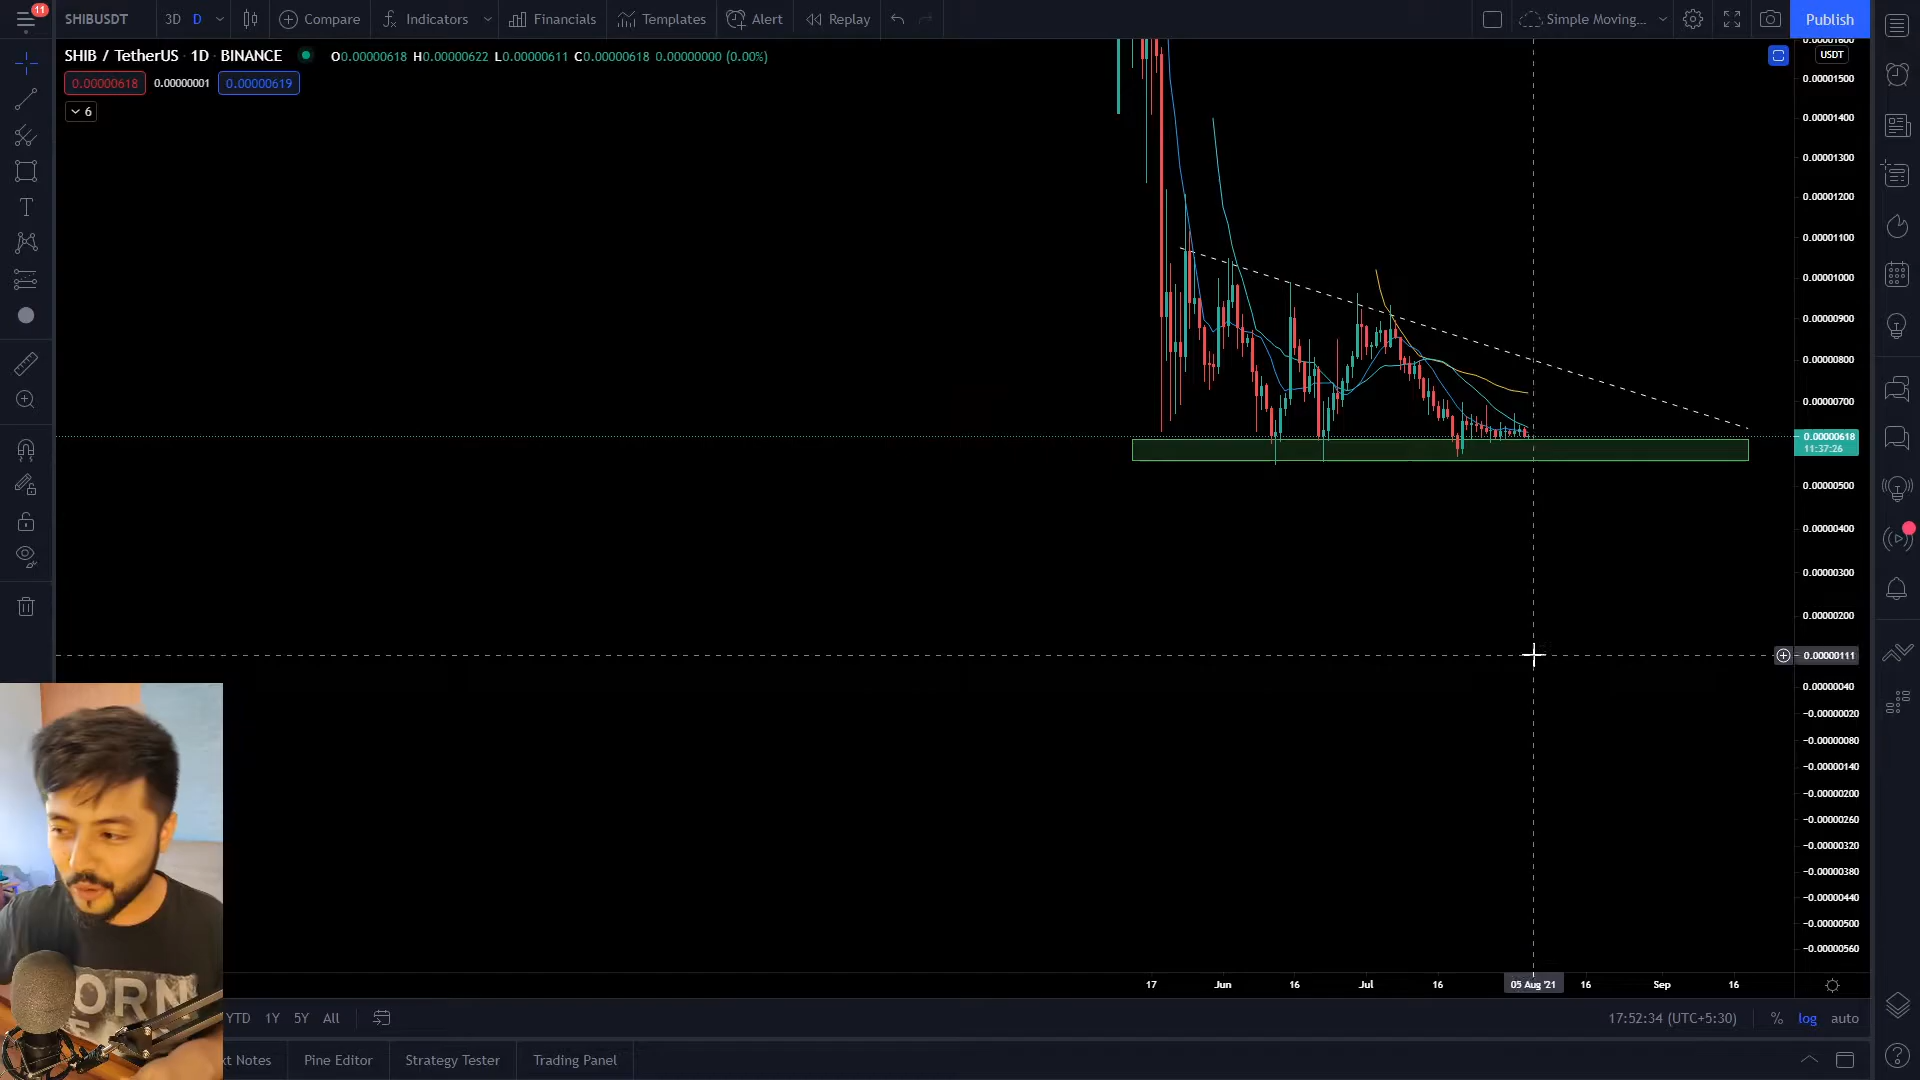 11
SHIBUSDT
3D D
Compare
Indicators
Financials
Templates
Alert
Replay
Simple Moving...
Publish
SHIB / TetherUS · 1D · BINANCE
O0.00000618 H0.00000622 L0.00000611 C0.00000618 0.00000000 (0.00%)
0.00000618 0.00000001 0.00000619
6
USDT
0.00001600
0.00001500
0.00001400
0.00001300
0.00001200
0.00001100
0.00001000
0.00000900
0.00000800
0.00000700
0.00000618
11:37:26
0.00000500
0.00000400
0.00000300
0.00000200
0.00000111
0.00000040
−0.00000020
−0.00000080
−0.00000140
−0.00000200
−0.00000260
−0.00000320
−0.00000380
−0.00000440
−0.00000500
−0.00000560
17 Jun 16 Jul 16 05 Aug '21 16 Sep 16
YTD 1Y 5Y All
17:52:34 (UTC+5:30) % log auto
xt Notes Pine Editor Strategy Tester Trading Panel
ORN